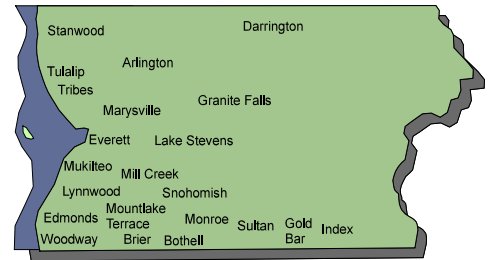 Stanwood
Darrington
Arlington
Tulalip
Tribes
Granite Falls
Marysville
Everett
Lake Stevens
Mukilteo
Mill Creek
Lynnwood
Snohomish
Edmonds
Mountlake
Terrace
Monroe
Sultan
Gold
Bar
Index
Woodway
Brier
Bothell